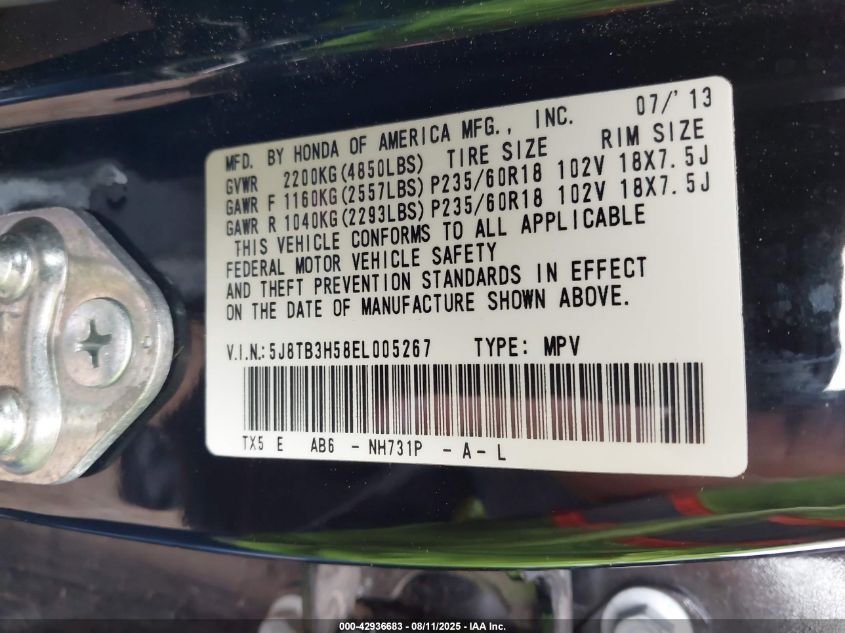 MFD. BY HONDA OF AMERICA MFG., INC. 07/'13
GVWR 2200KG(4850LBS) TIRE SIZE RIM SIZE
GAWR F 1160KG(2557LBS) P235/60R18 102V 18X7.5J
GAWR R 1040KG(2293LBS) P235/60R18 102V 18X7.5J
THIS VEHICLE CONFORMS TO ALL APPLICABLE
FEDERAL MOTOR VEHICLE SAFETY
AND THEFT PREVENTION STANDARDS IN EFFECT
ON THE DATE OF MANUFACTURE SHOWN ABOVE.
V.I.N.: 5J8TB3H58EL005267 TYPE: MPV
TX5 E AB6 - NH731P - A - L
000-42936683 - 08/11/2025 - IAA Inc.